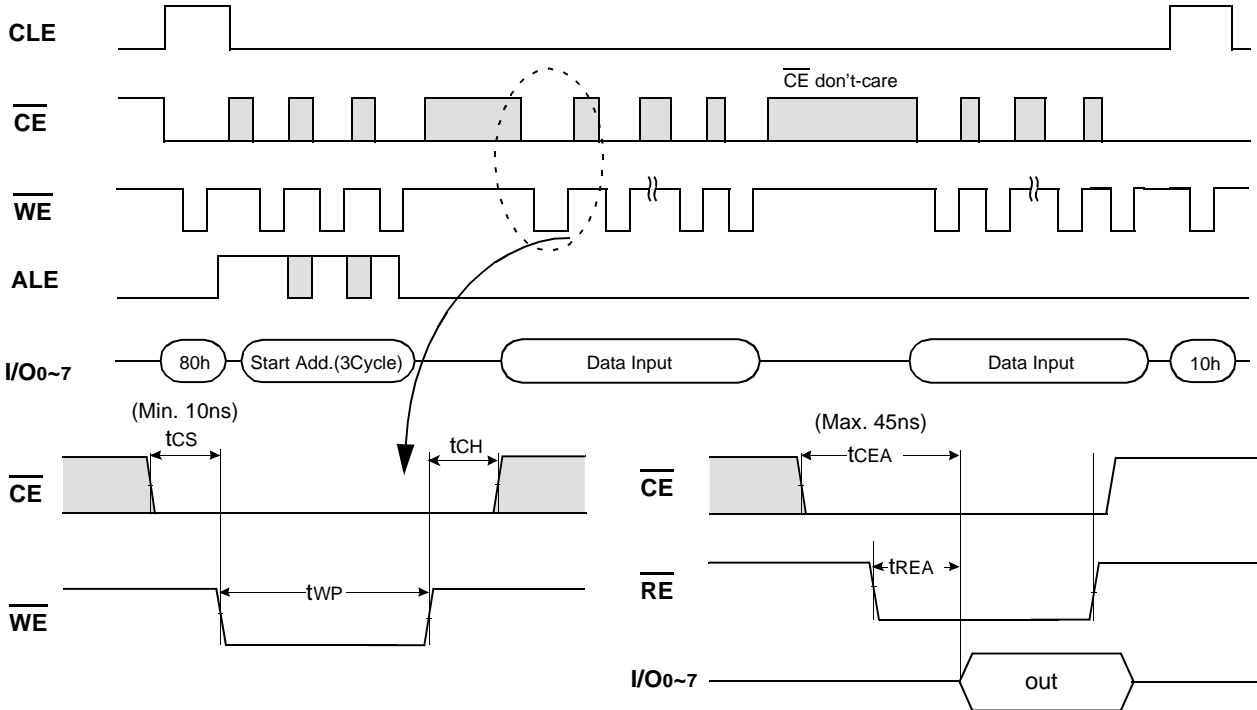 CLE
CE don't-care
CE
WE
ALE
I/O0~7 80h Start Add.(3Cycle) Data Input Data Input 10h
(Min. 10ns)
tCS tCH
CE
tWP
WE
(Max. 45ns)
tCEA
CE
tREA
RE
I/O0~7 out